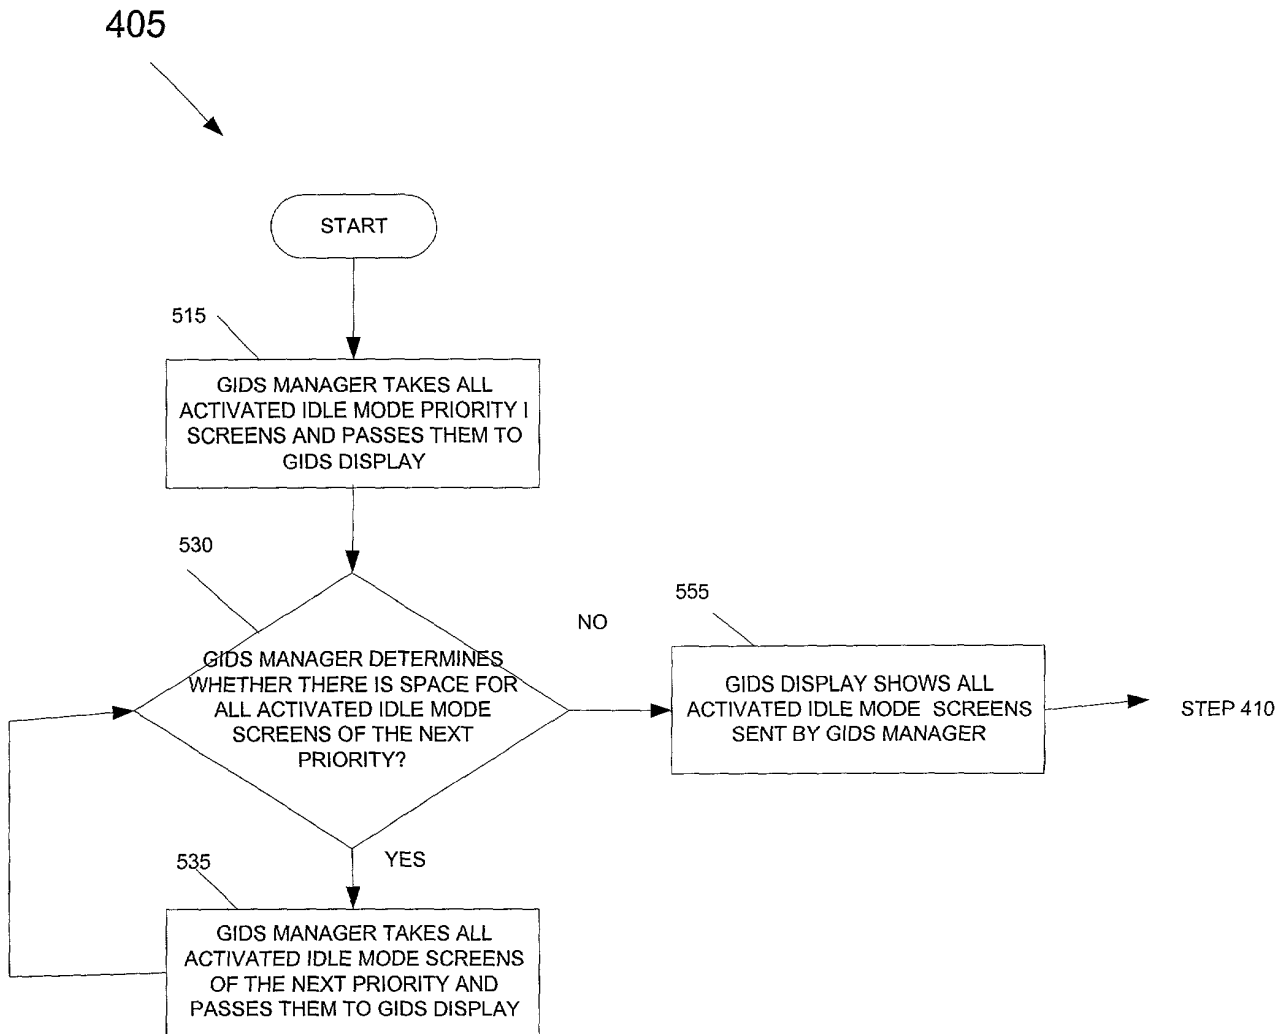 405
START
515
GIDS MANAGER TAKES ALL
ACTIVATED IDLE MODE PRIORITY I
SCREENS AND PASSES THEM TO
GIDS DISPLAY
530
GIDS MANAGER DETERMINES
WHETHER THERE IS SPACE FOR
ALL ACTIVATED IDLE MODE
SCREENS OF THE NEXT
PRIORITY?
NO
555
GIDS DISPLAY SHOWS ALL
ACTIVATED IDLE MODE SCREENS
SENT BY GIDS MANAGER
STEP 410
YES
535
GIDS MANAGER TAKES ALL
ACTIVATED IDLE MODE SCREENS
OF THE NEXT PRIORITY AND
PASSES THEM TO GIDS DISPLAY